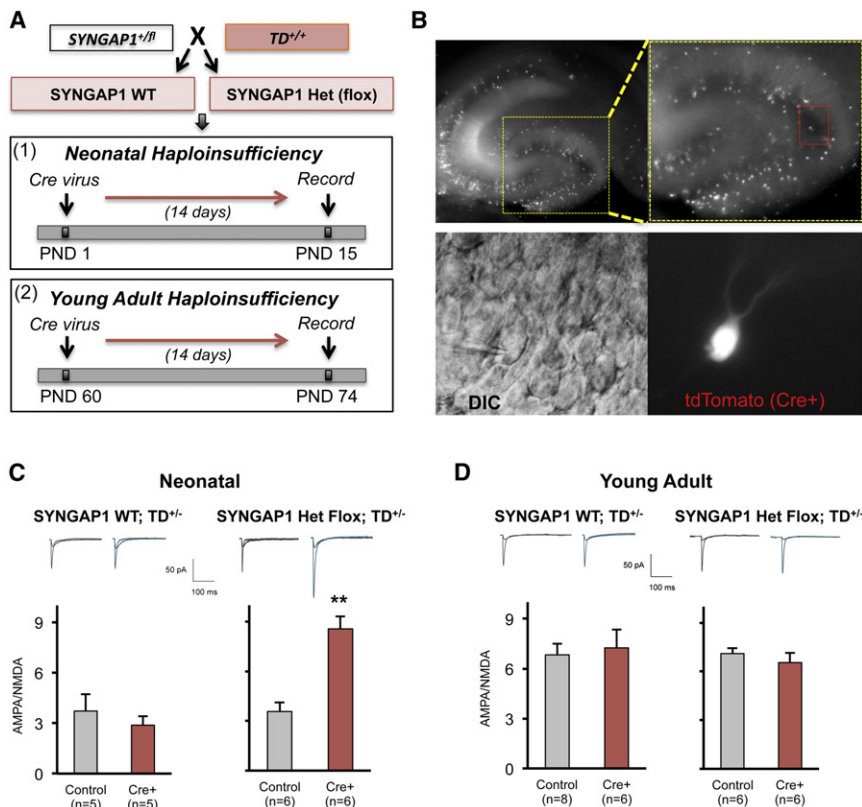 A
SYNGAP1+/fl X TD+/+
SYNGAP1 WT SYNGAP1 Het (flox)
(1) Neonatal Haploinsufficiency
Cre virus Record
(14 days)
PND 1 PND 15
(2) Young Adult Haploinsufficiency
Cre virus Record
(14 days)
PND 60 PND 74
B
DIC tdTomato (Cre+)
C Neonatal
SYNGAP1 WT; TD+/- SYNGAP1 Het Flox; TD+/-
50 pA
100 ms
**
AMPA/NMDA
9
6
3
0
Control Cre+ Control Cre+
(n=5) (n=5) (n=6) (n=6)
D Young Adult
SYNGAP1 WT; TD+/- SYNGAP1 Het Flox; TD+/-
50 pA
100 ms
AMPA/NMDA
9
6
3
0
Control Cre+ Control Cre+
(n=8) (n=6) (n=6) (n=6)